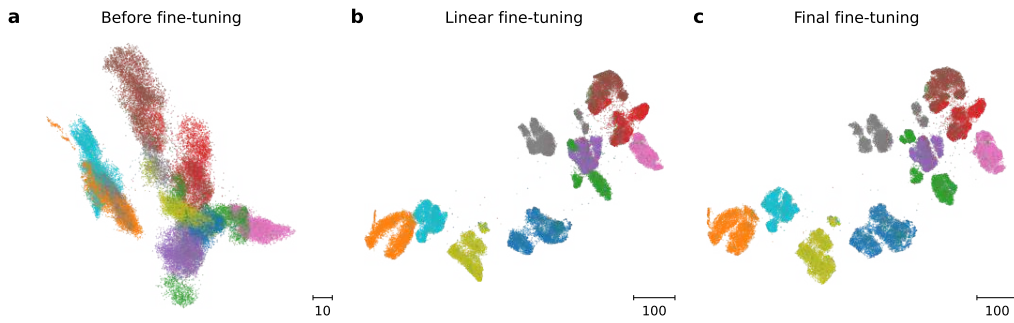 a Before fine-tuning
b Linear fine-tuning
c Final fine-tuning
10
100
100